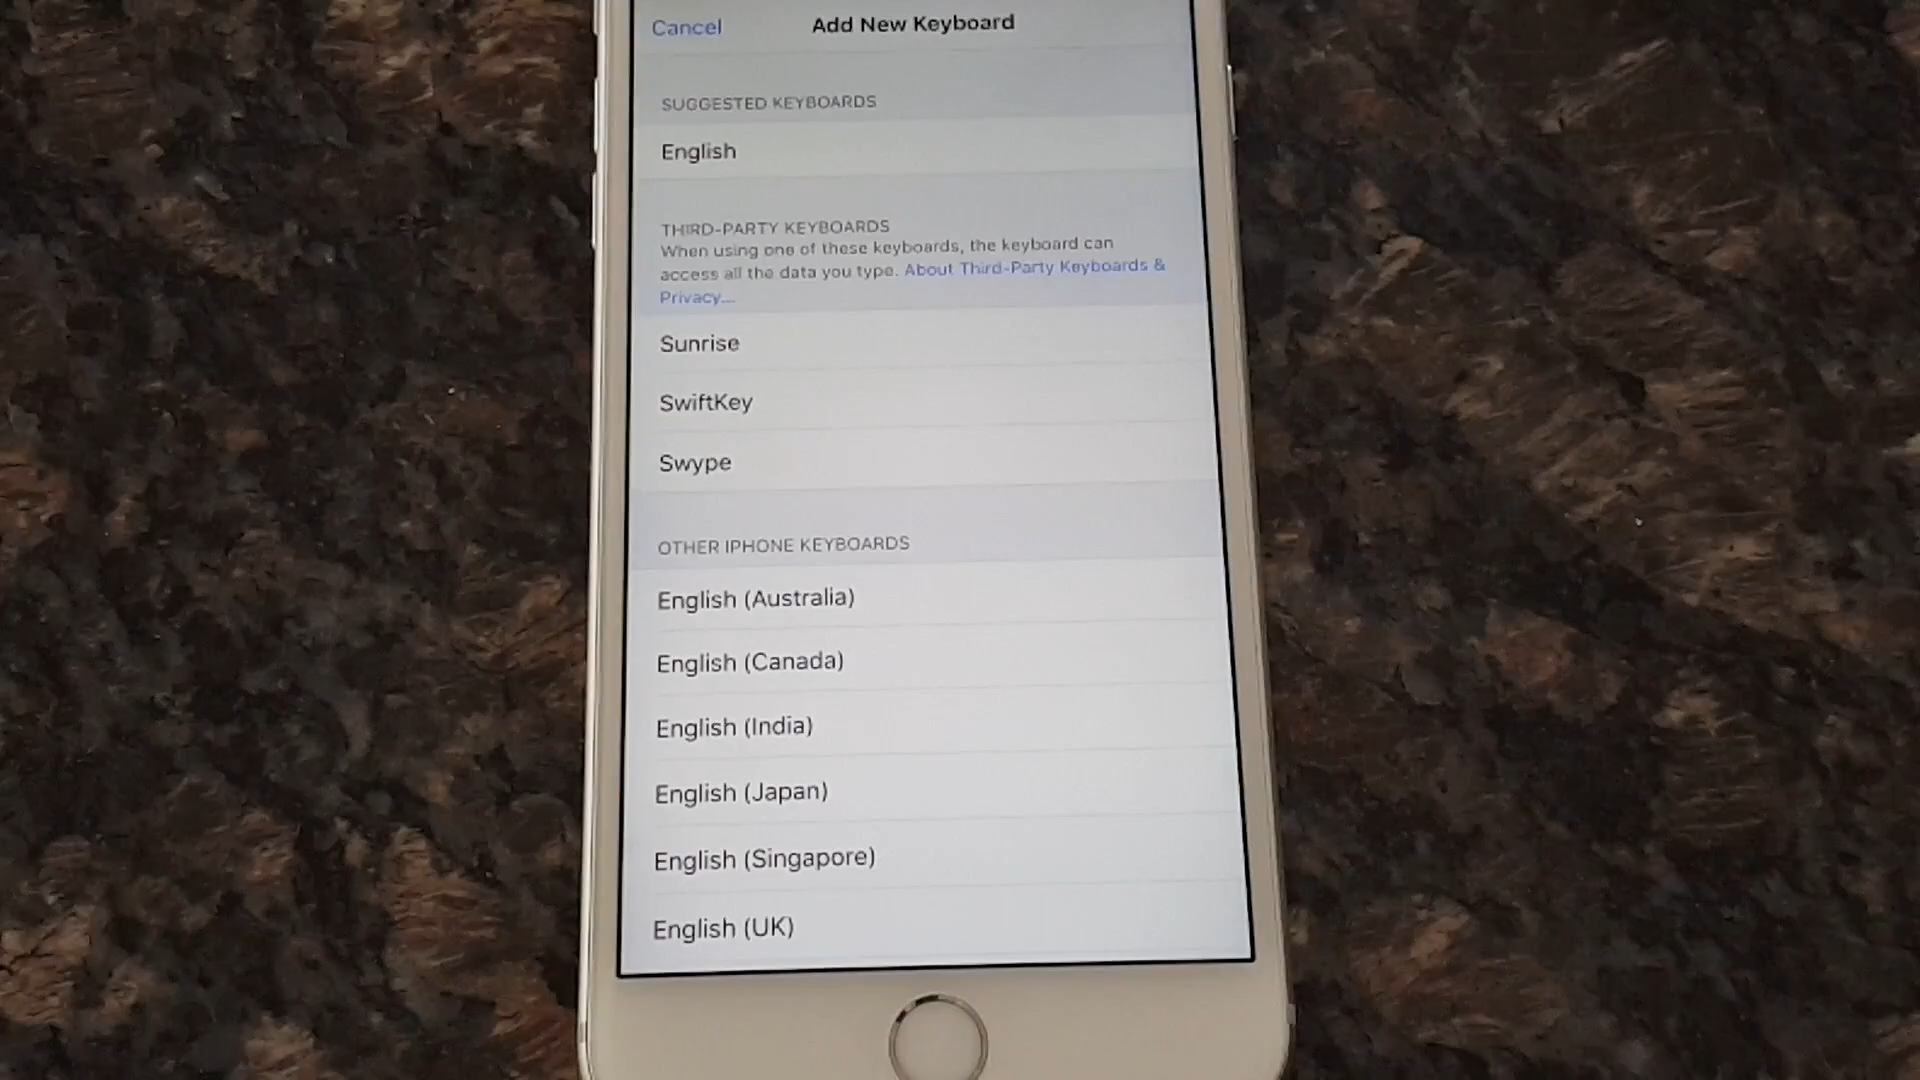 Cancel
Add New Keyboard
SUGGESTED KEYBOARDS
English
THIRD-PARTY KEYBOARDS
When using one of these keyboards, the keyboard can
access all the data you type. About Third-Party Keyboards &
Privacy...
Sunrise
SwiftKey
Swype
OTHER IPHONE KEYBOARDS
English (Australia)
English (Canada)
English (India)
English (Japan)
English (Singapore)
English (UK)